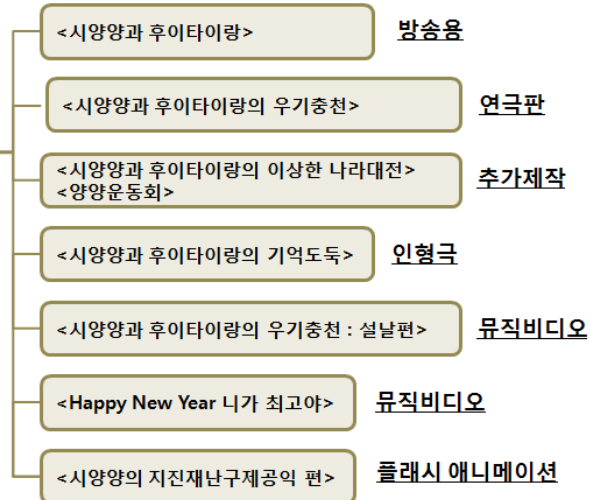 <시양양과 후이타이랑> 방송용
<시양양과 후이타이랑의 우기충천> 연극판
<시양양과 후이타이랑의 이상한 나라대전>
<양양운동회> 추가제작
<시양양과 후이타이랑의 기억도둑> 인형극
<시양양과 후이타이랑의 우기충천 : 설날편> 뮤직비디오
<Happy New Year 니가 최고야> 뮤직비디오
<시양양의 지진재난구제공익 편> 플래시 애니메이션